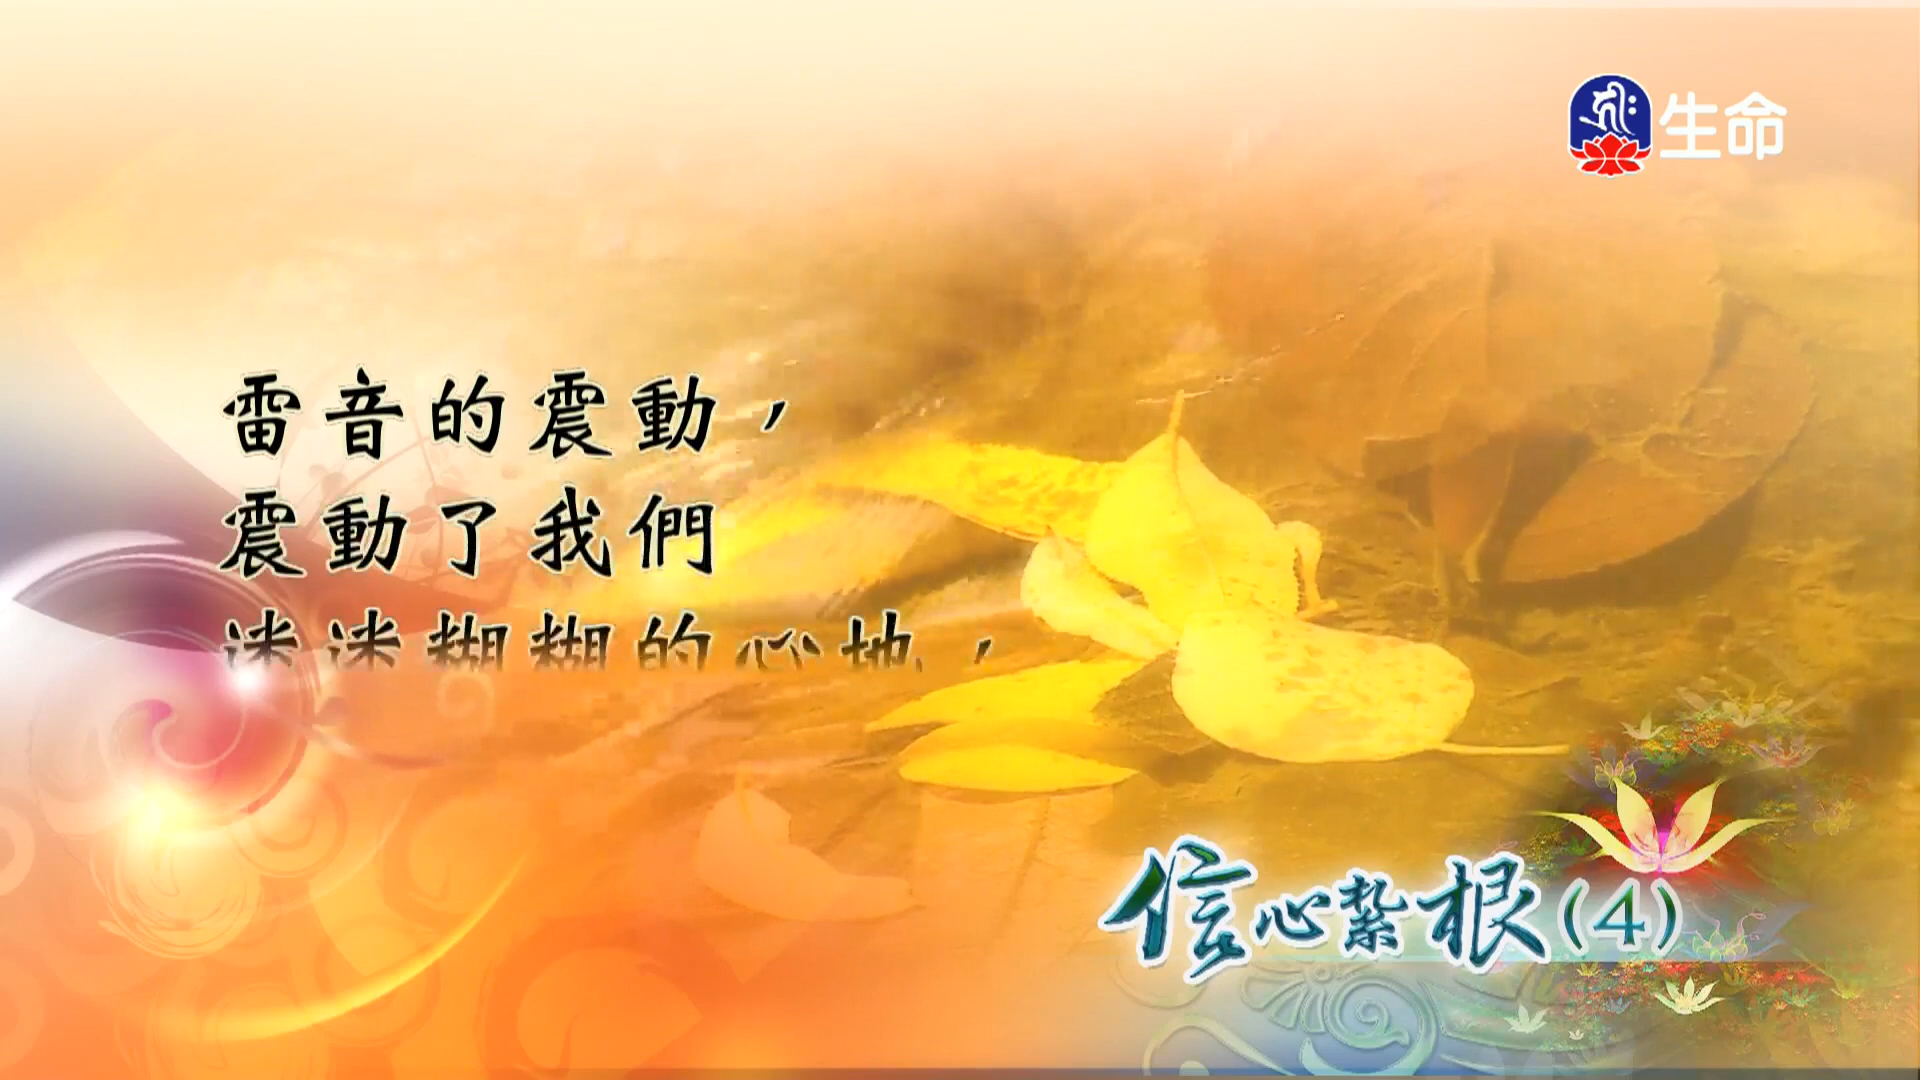 生命
雷音的震動，
震動了我們
迷迷糊糊的心地，
信心紮根(4)